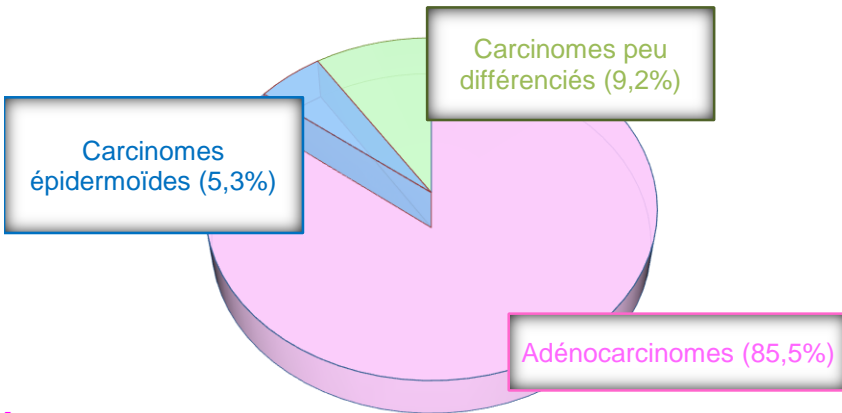 Carcinomes peu
différenciés (9,2%)
Carcinomes
épidermoïdes (5,3%)
Adénocarcinomes (85,5%)